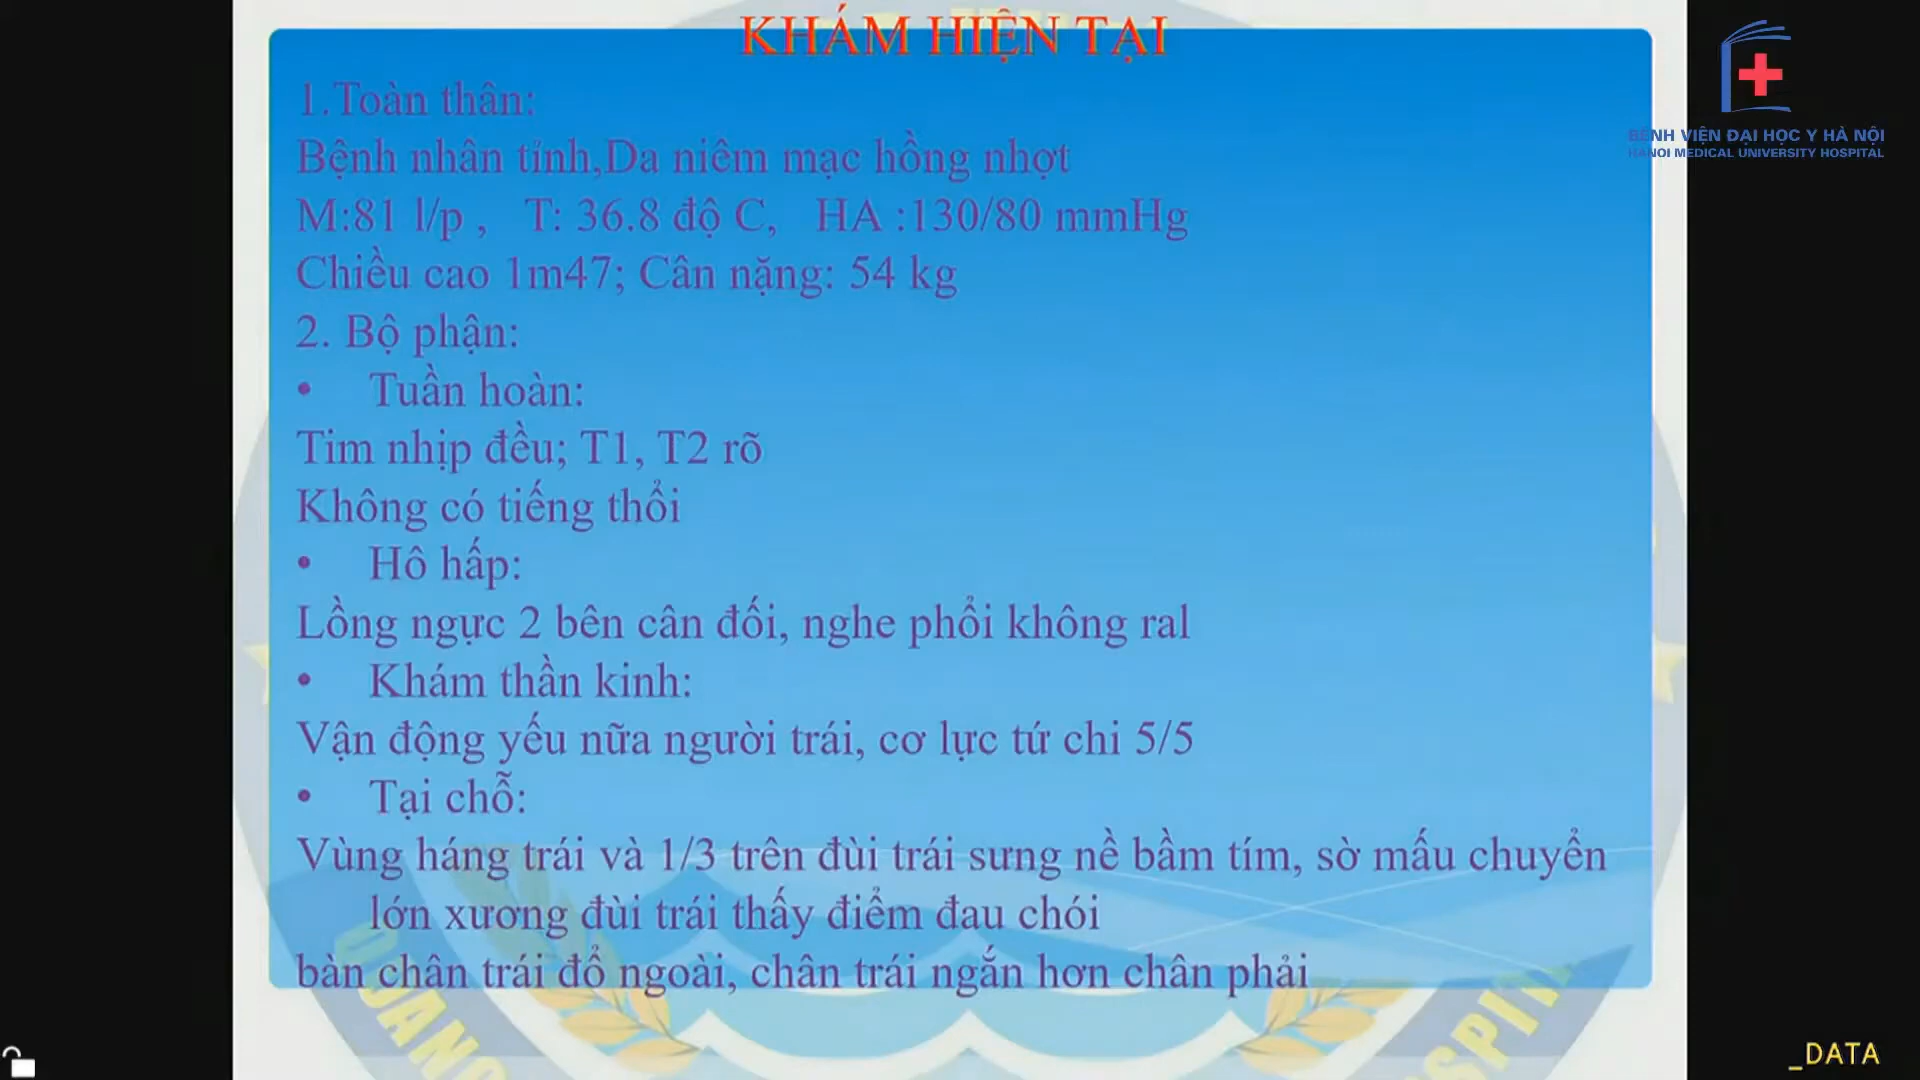 KHÁM HIỆN TẠI
BỆNH VIỆN ĐẠI HỌC Y HÀ NỘI
HANOI MEDICAL UNIVERSITY HOSPITAL
1.Toàn thân:
Bệnh nhân tỉnh,Da niêm mạc hồng nhợt
M:81 l/p , T: 36.8 độ C, HA :130/80 mmHg
Chiều cao 1m47; Cân nặng: 54 kg
2. Bộ phận:
• Tuần hoàn:
Tim nhịp đều; T1, T2 rõ
Không có tiếng thổi
• Hô hấp:
Lồng ngực 2 bên cân đối, nghe phổi không ral
• Khám thần kinh:
Vận động yếu nữa người trái, cơ lực tứ chi 5/5
• Tại chỗ:
Vùng háng trái và 1/3 trên đùi trái sưng nề bầm tím, sờ mấu chuyển
lớn xương đùi trái thấy điểm đau chói
bàn chân trái đổ ngoài, chân trái ngắn hơn chân phải
_DATA